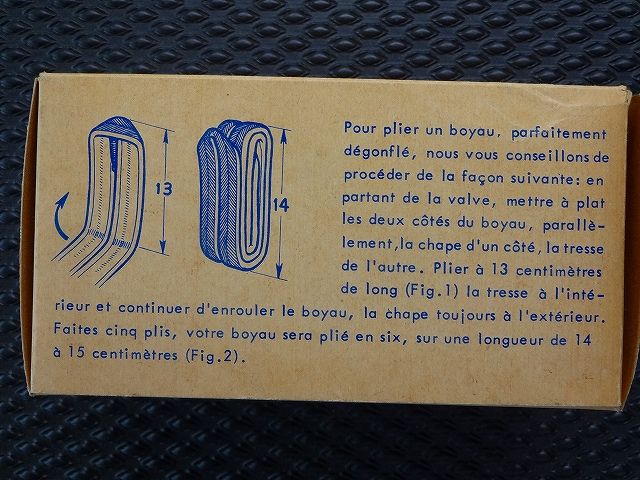 13
14
Pour plier un boyau, parfaitement
dégonflé, nous vous conseillons de
procéder de la façon suivante: en
partant de la valve, mettre à plat
les deux côtés du boyau, parallè-
lement, la chape d'un côté, la tresse
de l'autre. Plier à 13 centimètres
de long (Fig.1) la tresse à l'inté-
rieur et continuer d'enrouler le boyau, la chape toujours à l'extérieur.
Faites cinq plis, votre boyau sera plié en six, sur une longueur de 14
à 15 centimètres (Fig.2).